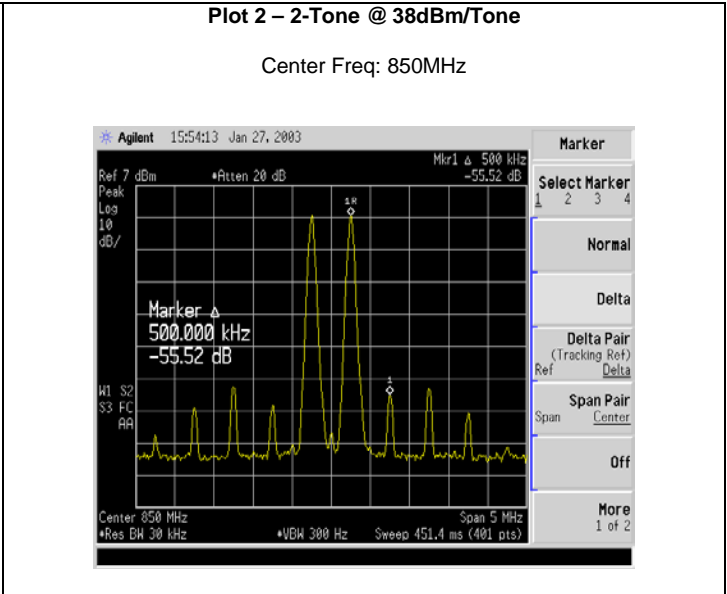 Plot 2 – 2-Tone @ 38dBm/Tone
Center Freq: 850MHz
Agilent 15:54:13 Jan 27, 2003
Mkr1 Δ 500 kHz
Ref 7 dBm •Atten 20 dB -55.52 dB
Peak
Log
10
dB/
1R
Marker Δ
500.000 kHz
-55.52 dB
1
W1 S2
S3 FC
AA
Center 850 MHz Span 5 MHz
•Res BW 30 kHz •VBW 300 Hz Sweep 451.4 ms (401 pts)
Marker
Select Marker
1 2 3 4
Normal
Delta
Delta Pair
(Tracking Ref)
Ref Delta
Span Pair
Span Center
Off
More
1 of 2